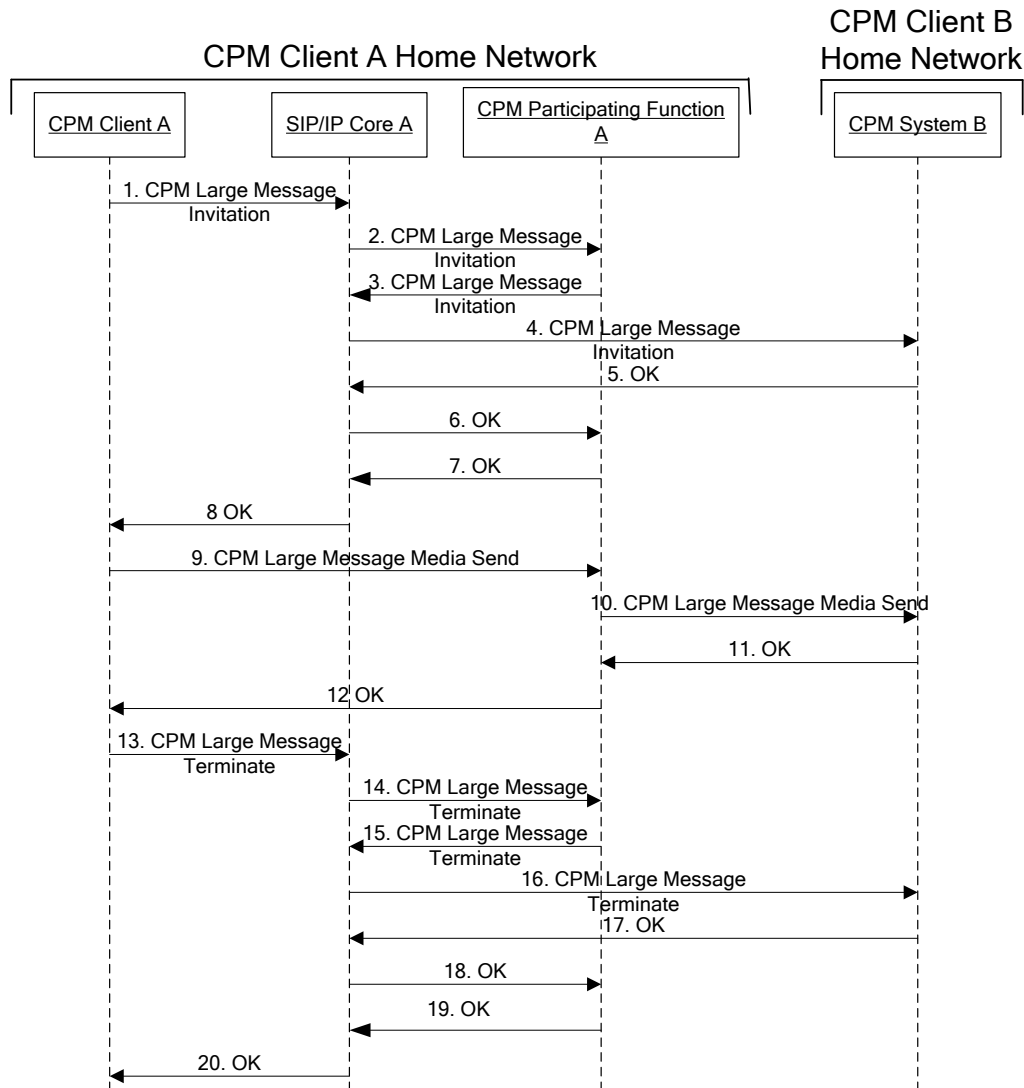 CPM Client B
Home Network
CPM Client A Home Network
CPM Client A
SIP/IP Core A
CPM Participating Function
A
CPM System B
1. CPM Large Message
Invitation
2. CPM Large Message
Invitation
3. CPM Large Message
Invitation
4. CPM Large Message
Invitation
5. OK
6. OK
7. OK
8 OK
9. CPM Large Message Media Send
10. CPM Large Message Media Send
11. OK
12 OK
13. CPM Large Message
Terminate
14. CPM Large Message
Terminate
15. CPM Large Message
Terminate
16. CPM Large Message
Terminate
17. OK
18. OK
19. OK
20. OK